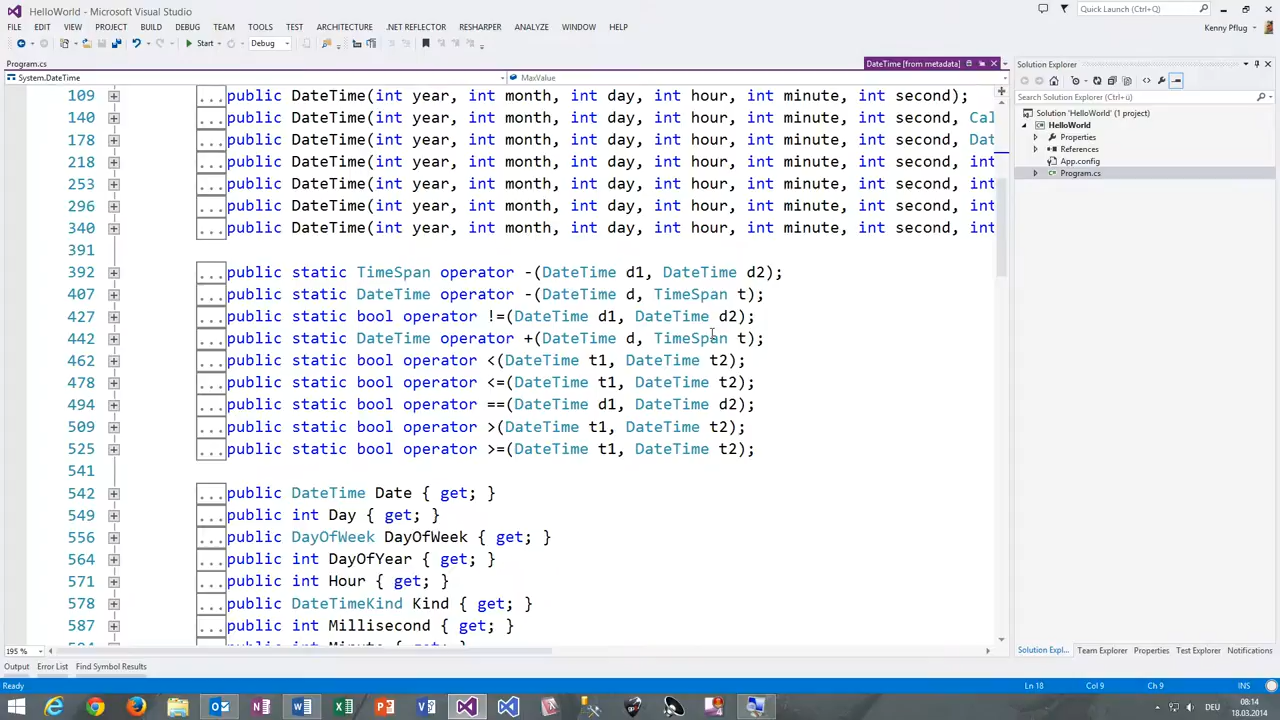 HelloWorld - Microsoft Visual Studio
Quick Launch (Ctrl+Q)
FILE EDIT VIEW PROJECT BUILD DEBUG TEAM TOOLS TEST ARCHITECTURE .NET REFLECTOR RESHARPER ANALYZE WINDOW HELP
Kenny Pflug
Start Debug
Program.cs
DateTime [from metadata]
System.DateTime
MaxValue
109 ...public DateTime(int year, int month, int day, int hour, int minute, int second);
140 ...public DateTime(int year, int month, int day, int hour, int minute, int second, Cal
178 ...public DateTime(int year, int month, int day, int hour, int minute, int second, Dat
218 ...public DateTime(int year, int month, int day, int hour, int minute, int second, int
253 ...public DateTime(int year, int month, int day, int hour, int minute, int second, int
296 ...public DateTime(int year, int month, int day, int hour, int minute, int second, int
340 ...public DateTime(int year, int month, int day, int hour, int minute, int second, int
391
392 ...public static TimeSpan operator -(DateTime d1, DateTime d2);
407 ...public static DateTime operator -(DateTime d, TimeSpan t);
427 ...public static bool operator !=(DateTime d1, DateTime d2);
442 ...public static DateTime operator +(DateTime d, TimeSpan t);
462 ...public static bool operator <(DateTime t1, DateTime t2);
478 ...public static bool operator <=(DateTime t1, DateTime t2);
494 ...public static bool operator ==(DateTime d1, DateTime d2);
509 ...public static bool operator >(DateTime t1, DateTime t2);
525 ...public static bool operator >=(DateTime t1, DateTime t2);
541
542 ...public DateTime Date { get; }
549 ...public int Day { get; }
556 ...public DayOfWeek DayOfWeek { get; }
564 ...public int DayOfYear { get; }
571 ...public int Hour { get; }
578 ...public DateTimeKind Kind { get; }
587 ...public int Millisecond { get; }
...public int Minute { get; }
195 %
Solution Explorer
Search Solution Explorer (Ctrl+ü)
Solution 'HelloWorld' (1 project)
HelloWorld
Properties
References
App.config
Program.cs
Solution Expl... Team Explorer Properties Test Explorer Notifications
Output Error List Find Symbol Results
Ready
Ln 18 Col 9 Ch 9 INS
DEU
08:14
18.03.2014